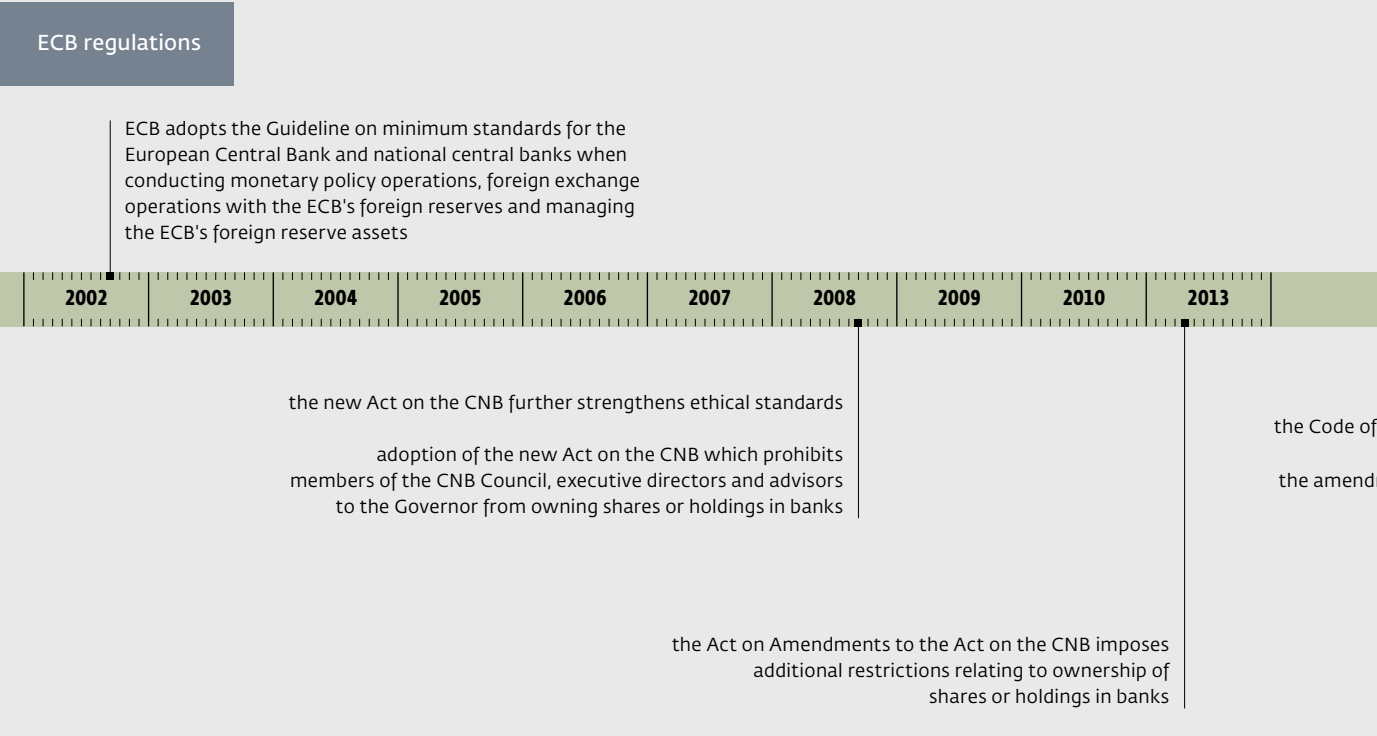 ECB regulations
ECB adopts the Guideline on minimum standards for the
European Central Bank and national central banks when
conducting monetary policy operations, foreign exchange
operations with the ECB's foreign reserves and managing
the ECB's foreign reserve assets
2002 2003 2004 2005 2006 2007 2008 2009 2010 2013
the new Act on the CNB further strengthens ethical standards
adoption of the new Act on the CNB which prohibits
members of the CNB Council, executive directors and advisors
to the Governor from owning shares or holdings in banks
the Code of
the
the Act on Amendments to the Act on the CNB imposes
additional restrictions relating to ownership of
shares or holdings in banks